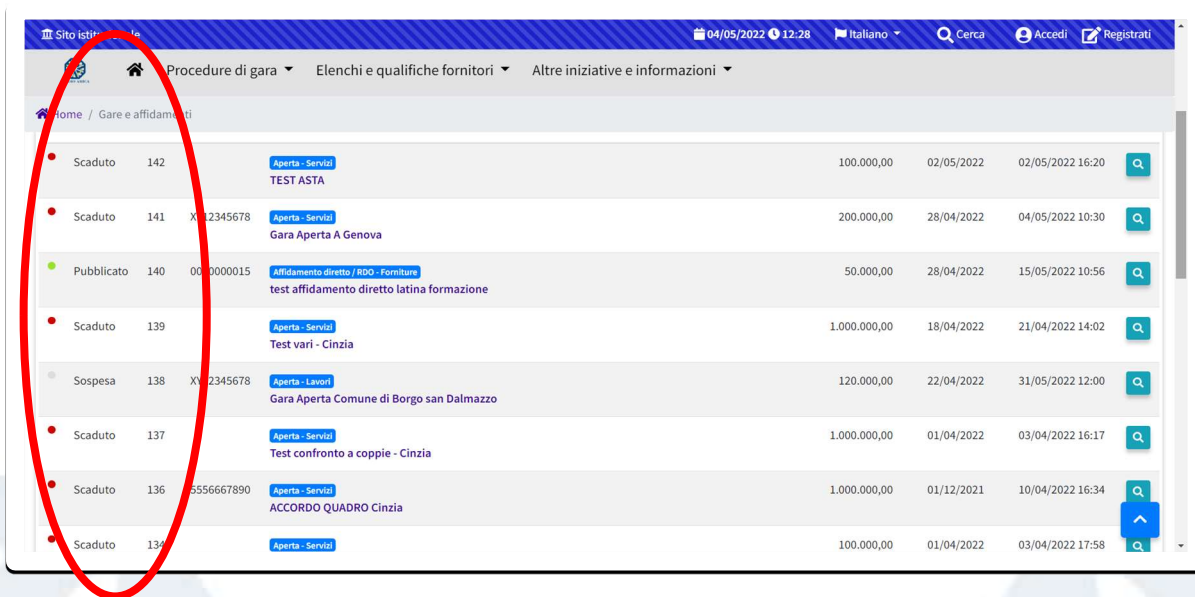 Sito istituzionale 04/05/2022 12:28 Italiano Cerca Accedi Registrati
Procedure di gara Elenchi e qualifiche fornitori Altre iniziative e informazioni
Home / Gare e affidamenti
Scaduto 142 Aperta - Servizi 100.000,00 02/05/2022 02/05/2022 16:20
TEST ASTA
Scaduto 141 Aperta - Servizi 200.000,00 28/04/2022 04/05/2022 10:30
Gara Aperta A Genova
Pubblicato 140 Affidamento diretto / RDO - Forniture 50.000,00 28/04/2022 15/05/2022 10:56
test affidamento diretto latina formazione
Scaduto 139 Aperta - Servizi 1.000.000,00 18/04/2022 21/04/2022 14:02
Test vari - Cinzia
Sospesa 138 Aperta - Lavori 120.000,00 22/04/2022 31/05/2022 12:00
Gara Aperta Comune di Borgo san Dalmazzo
Scaduto 137 Aperta - Servizi 1.000.000,00 01/04/2022 03/04/2022 16:17
Test confronto a coppie - Cinzia
Scaduto 136 5556667890 Aperta - Servizi 1.000.000,00 01/12/2021 10/04/2022 16:34
ACCORDO QUADRO Cinzia
Scaduto 134 Aperta - Servizi 100.000,00 01/04/2022 03/04/2022 17:58